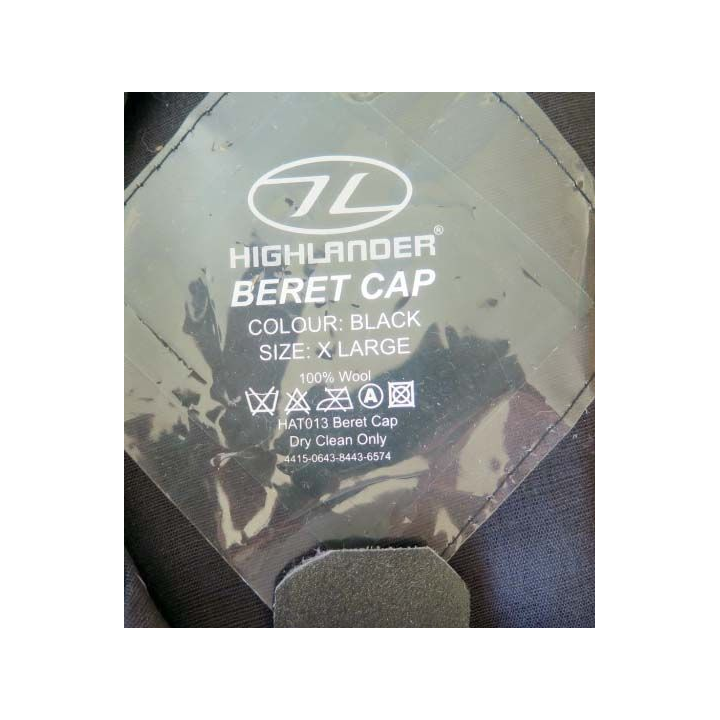 HIGHLANDER®
BERET CAP
COLOUR: BLACK
SIZE: X LARGE
100% Wool
A
HAT013 Beret Cap
Dry Clean Only
4415-0643-8443-6574